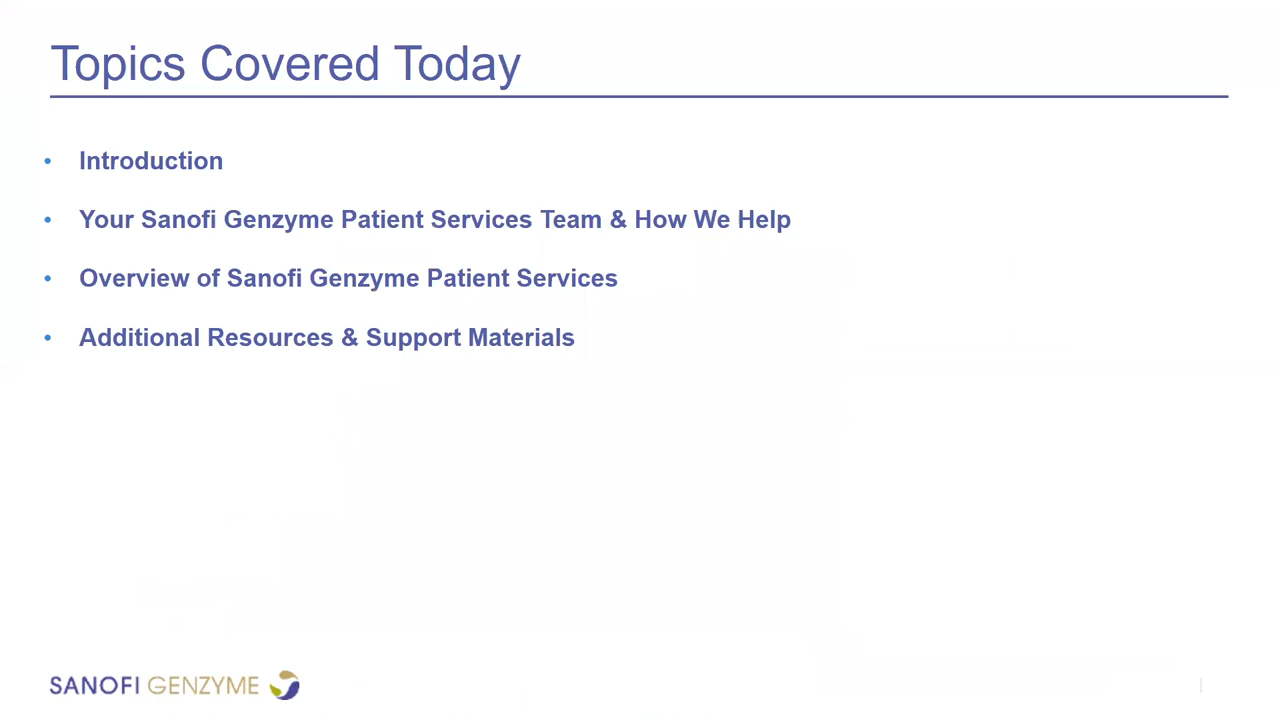 Topics Covered Today
• Introduction
• Your Sanofi Genzyme Patient Services Team & How We Help
• Overview of Sanofi Genzyme Patient Services
• Additional Resources & Support Materials
SANOFI GENZYME